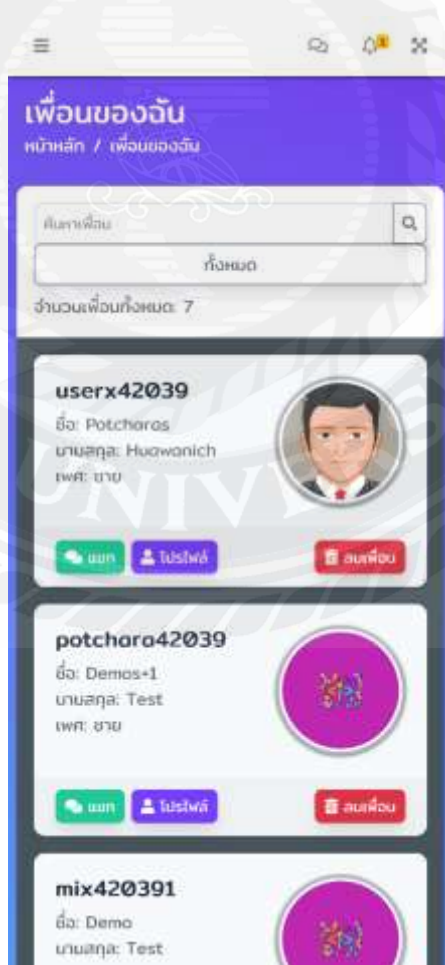 1
เพื่อนของฉัน
หน้าหลัก / เพื่อนของฉัน
ค้นหาเพื่อน
ทั้งหมด
จำนวนเพื่อนทั้งหมด: 7
userx42039
ชื่อ: Potcharas
นามสกุล: Huawanich
เพศ: ชาย
แชท โปรไฟล์ ลบเพื่อน
potchara42039
ชื่อ: Demos+1
นามสกุล: Test
เพศ: ชาย
แชท โปรไฟล์ ลบเพื่อน
mix420391
ชื่อ: Demo
นามสกุล: Test
UNIVERS